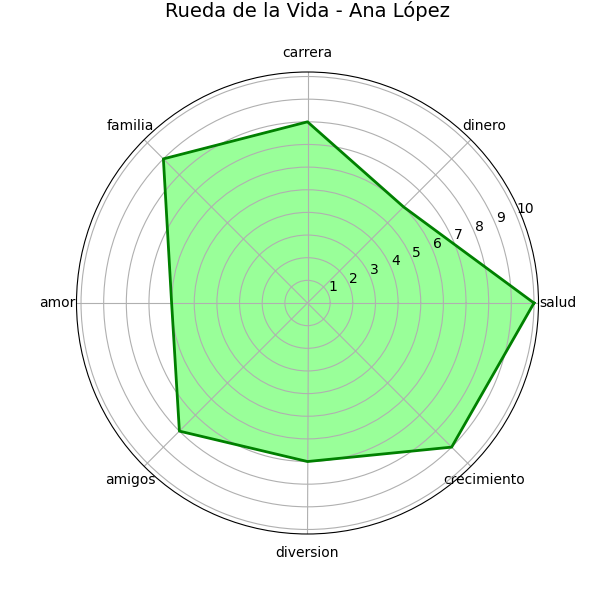 Rueda de la Vida - Ana López
carrera
familia
dinero
10
9
8
7
6
5
4
3
2
1
amor
salud
amigos
crecimiento
diversion